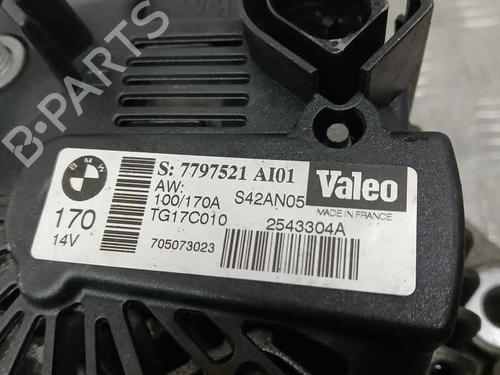 B-PARTS
BMW
S: 7797521 AI01
AW:
100/170A S42AN05
170 TG17C010
14V
705073023
Valeo
MADE IN FRANCE
2543304A